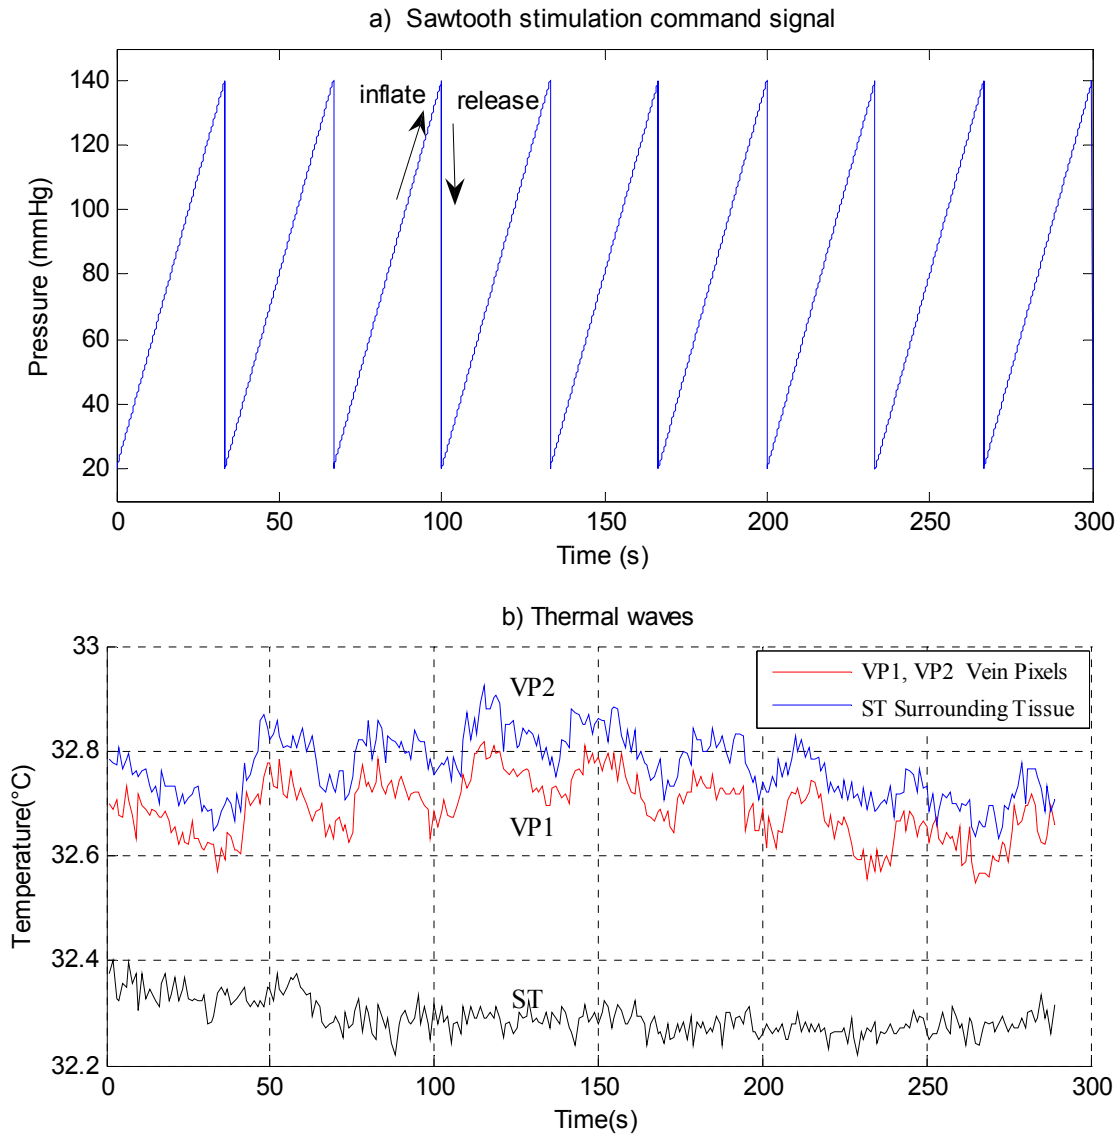 a)  Sawtooth stimulation command signal
140
120
100
80
60
40
20
Pressure (mmHg)
inflate
release
0
50
100
150
200
250
300
Time (s)
b) Thermal waves
33
32.8
32.6
32.4
32.2
Temperature(°C)
VP2
VP1
ST
VP1, VP2  Vein Pixels
ST Surrounding Tissue
0
50
100
150
200
250
300
Time(s)